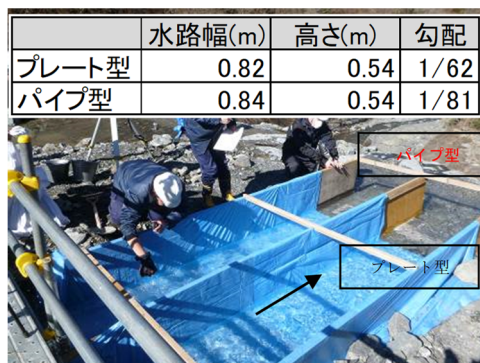 水路幅(m) 高さ(m) 勾配
プレート型 0.82 0.54 1/62
パイプ型 0.84 0.54 1/81
パイプ型
プレート型